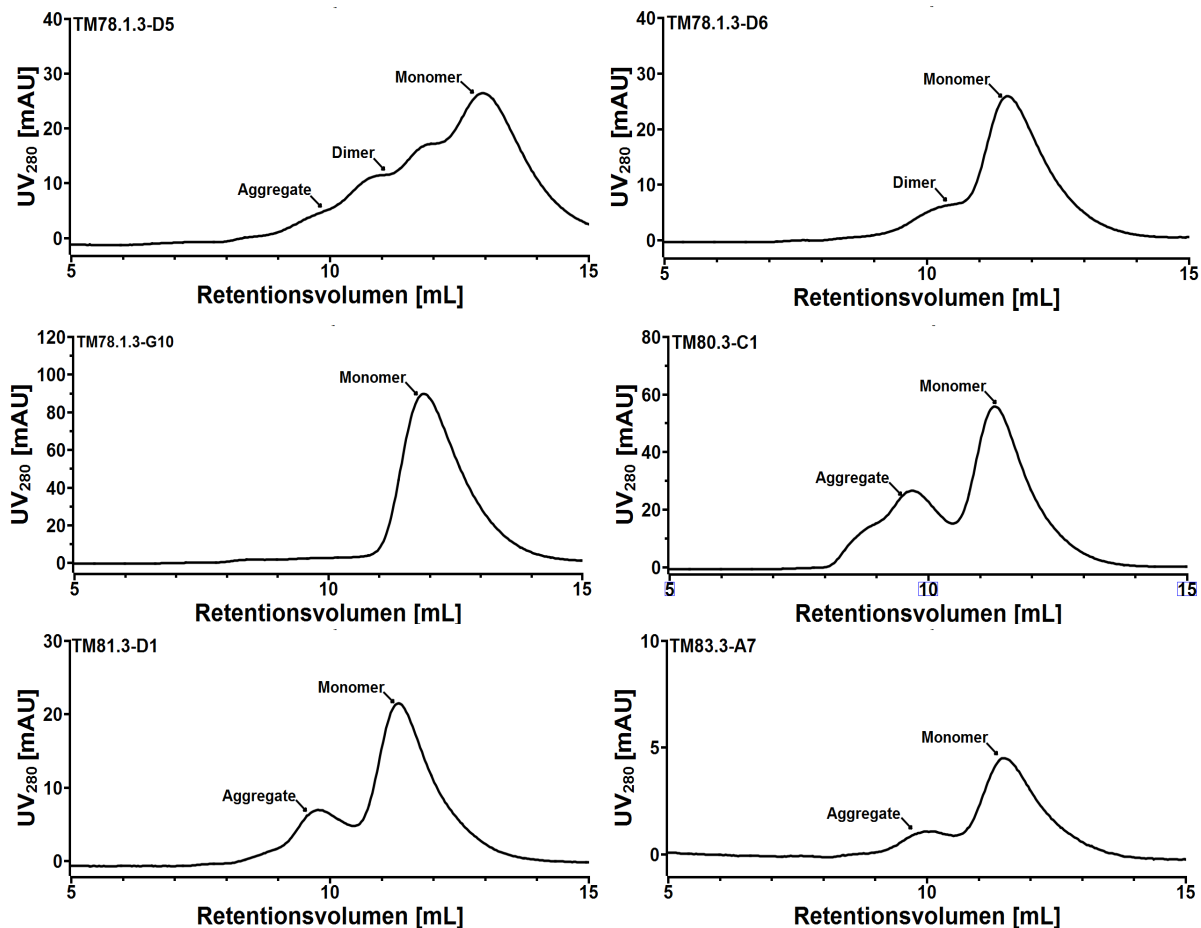 TM78.1.3-D5
UV280 [mAU]
40
30
20
10
0
Monomer
Dimer
Aggregate
5
10
15
Retentionsvolumen [mL]
TM78.1.3-D6
UV280 [mAU]
40
30
20
10
0
Monomer
Dimer
5
10
15
Retentionsvolumen [mL]
TM78.1.3-G10
UV280 [mAU]
120
100
80
60
40
20
0
Monomer
5
10
15
Retentionsvolumen [mL]
TM80.3-C1
UV280 [mAU]
80
60
40
20
0
Monomer
Aggregate
5
10
15
Retentionsvolumen [mL]
TM81.3-D1
UV280 [mAU]
30
20
10
0
Monomer
Aggregate
5
10
15
Retentionsvolumen [mL]
TM83.3-A7
UV280 [mAU]
10
5
0
Monomer
Aggregate
5
10
15
Retentionsvolumen [mL]